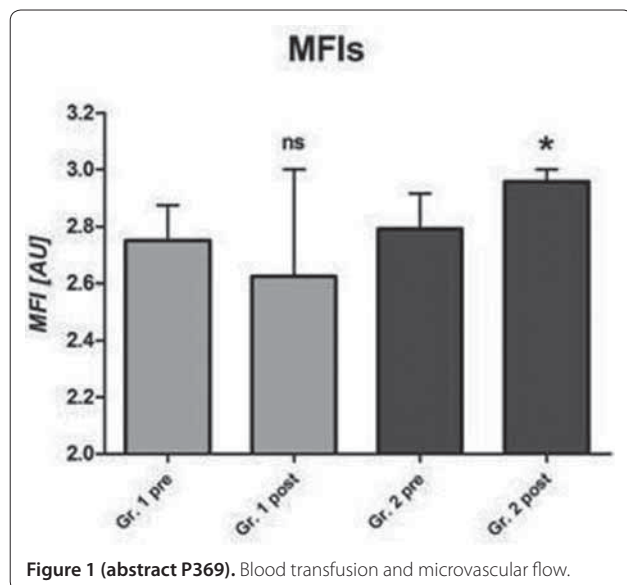 MFIs
MFI [AU]
3.2
3.0
2.8
2.6
2.4
2.2
2.0
ns
*
Gr. 1 pre
Gr. 1 post
Gr. 2 pre
Gr. 2 post
Figure 1 (abstract P369). Blood transfusion and microvascular flow.